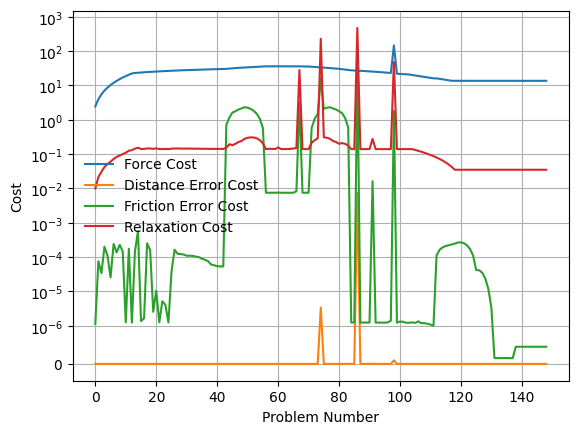 10³
10²
10¹
10⁰
10⁻¹
10⁻²
10⁻³
10⁻⁴
10⁻⁵
10⁻⁶
0
Cost
Force Cost
Distance Error Cost
Friction Error Cost
Relaxation Cost
0 20 40 60 80 100 120 140
Problem Number